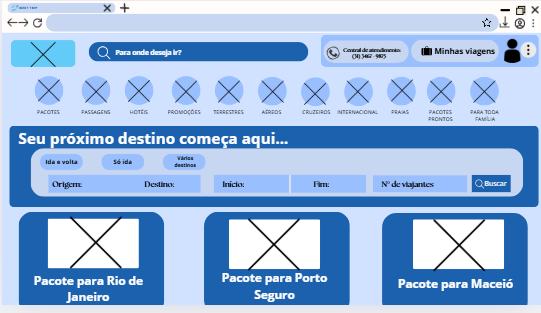 Para onde deseja ir?
Central de atendimento:
(31) 3467 - 9875
Minhas viagens
PACOTES
PASSAGENS
HOTÉIS
PROMOÇÕES
TERRESTRES
AÉREOS
CRUZEIROS
INTERNACIONAL
PRAIAS
PACOTES
PRONTOS
PARA TODA
FAMÍLIA
Seu próximo destino começa aqui...
Ida e volta
Só ida
Vários
destinos
Origem:
Destino:
Início:
Fim:
Nº de viajantes
Buscar
Pacote para Rio de
Janeiro
Pacote para Porto
Seguro
Pacote para Maceió